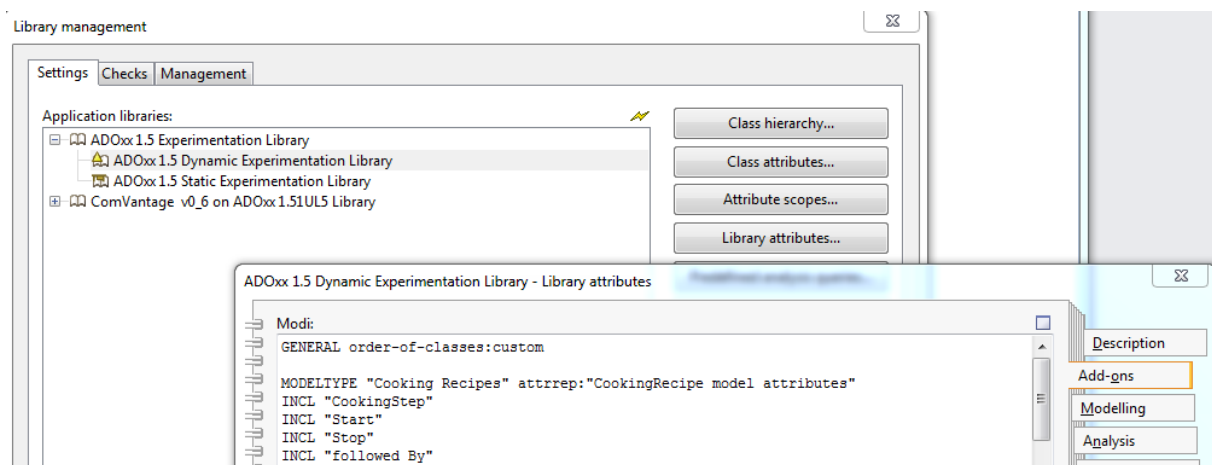 Library management
Settings Checks Management
Application libraries:
ADOxx 1.5 Experimentation Library
ADOxx 1.5 Dynamic Experimentation Library
ADOxx 1.5 Static Experimentation Library
ComVantage v0_6 on ADOxx 1.51UL5 Library
Class hierarchy...
Class attributes...
Attribute scopes...
Library attributes...
Predefined analysis queries...
ADOxx 1.5 Dynamic Experimentation Library - Library attributes
Modi:
GENERAL order-of-classes:custom
MODELTYPE "Cooking Recipes" attrrep:"CookingRecipe model attributes"
INCL "CookingStep"
INCL "Start"
INCL "Stop"
INCL "followed By"
Description
Add-ons
Modelling
Analysis